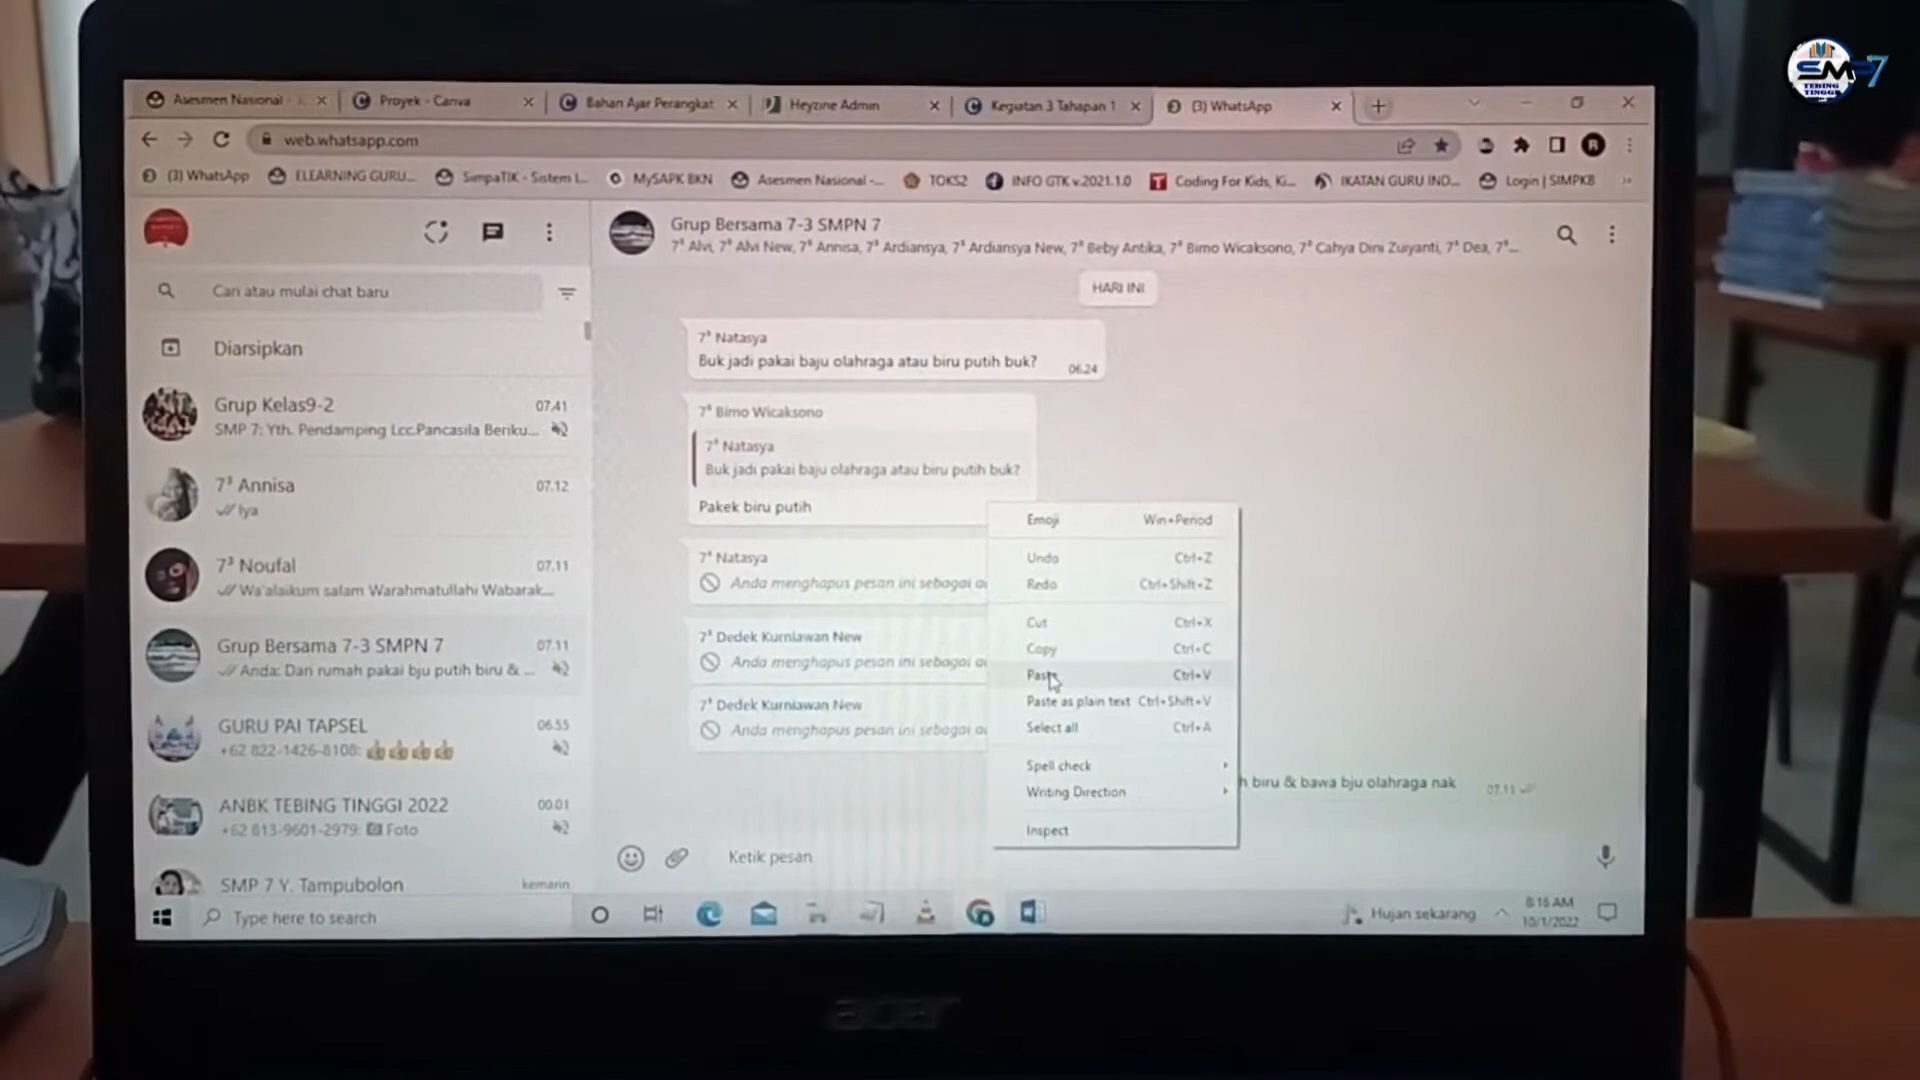 SMP7
TEBING
TINGGI
Asesmen Nasional -
Proyek - Canva
Bahan Ajar Perangkat
Heyzine Admin
Kegiatan 3 Tahapan 1
(3) WhatsApp
web.whatsapp.com
R
(3) WhatsApp
ELEARNING GURU...
SimpaTIK - Sistem I...
MySAPK BKN
Asesmen Nasional -...
TOKS2
INFO GTK v.2021.1.0
Coding For Kids, Ki...
IKATAN GURU IND...
Login | SIMPKB
Cari atau mulai chat baru
Diarsipkan
Grup Kelas9-2
07.41
SMP 7: Yth. Pendamping Lcc.Pancasila Beriku...
7³ Annisa
07.12
Iya
7³ Noufal
07.11
Wa'alaikum salam Warahmatullahi Wabarak...
Grup Bersama 7-3 SMPN 7
07.11
Anda: Dari rumah pakai bju putih biru & ...
GURU PAI TAPSEL
06.55
+62 822-1426-8108: 👍👍👍👍
ANBK TEBING TINGGI 2022
00.01
+62 813-9601-2979: Foto
SMP 7 Y. Tampubolon
kemarin
Grup Bersama 7-3 SMPN 7
7³ Alvi, 7³ Alvi New, 7³ Annisa, 7³ Ardiansya, 7³ Ardiansya New, 7³ Beby Antika, 7³ Bimo Wicaksono, 7³ Cahya Dini Zuryanti, 7³ Dea, 7³...
HARI INI
7³ Natasya
Buk jadi pakai baju olahraga atau biru putih buk?
06.24
7³ Bimo Wicaksono
7³ Natasya
Buk jadi pakai baju olahraga atau biru putih buk?
Pakek biru putih
7³ Natasya
Anda menghapus pesan ini sebagai
7³ Dedek Kurniawan New
Anda menghapus pesan ini sebagai
7³ Dedek Kurniawan New
Anda menghapus pesan ini sebagai
h biru & bawa bju olahraga nak
07.11
Emoji Win+Period
Undo Ctrl+Z
Redo Ctrl+Shift+Z
Cut Ctrl+X
Copy Ctrl+C
Paste Ctrl+V
Paste as plain text Ctrl+Shift+V
Select all Ctrl+A
Spell check
Writing Direction
Inspect
Ketik pesan
Type here to search
Hujan sekarang
8:16 AM
10/1/2022
acer